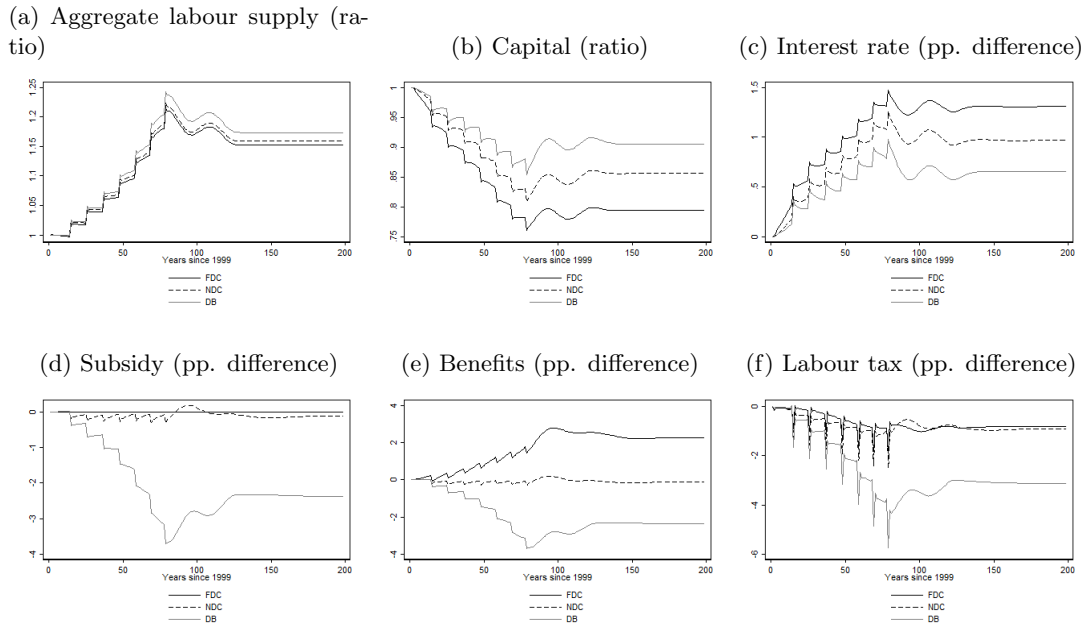 (a) Aggregate labour supply (ra-
tio)
(b) Capital (ratio)
(c) Interest rate (pp. difference)
1 1.05 1.1 1.15 1.2 1.25
0 50 100 150 200
Years since 1999
FDC
NDC
DB
.75 .8 .85 .9 .95 1
0 50 100 150 200
Years since 1999
FDC
NDC
DB
0 .5 1 1.5
0 50 100 150 200
Years since 1999
FDC
NDC
DB
(d) Subsidy (pp. difference)
(e) Benefits (pp. difference)
(f) Labour tax (pp. difference)
-4 -3 -2 -1 0
0 50 100 150 200
Years since 1999
FDC
NDC
DB
-4 -2 0 2 4
0 50 100 150 200
Years since 1999
FDC
NDC
DB
-6 -4 -2 0
0 50 100 150 200
Years since 1999
FDC
NDC
DB